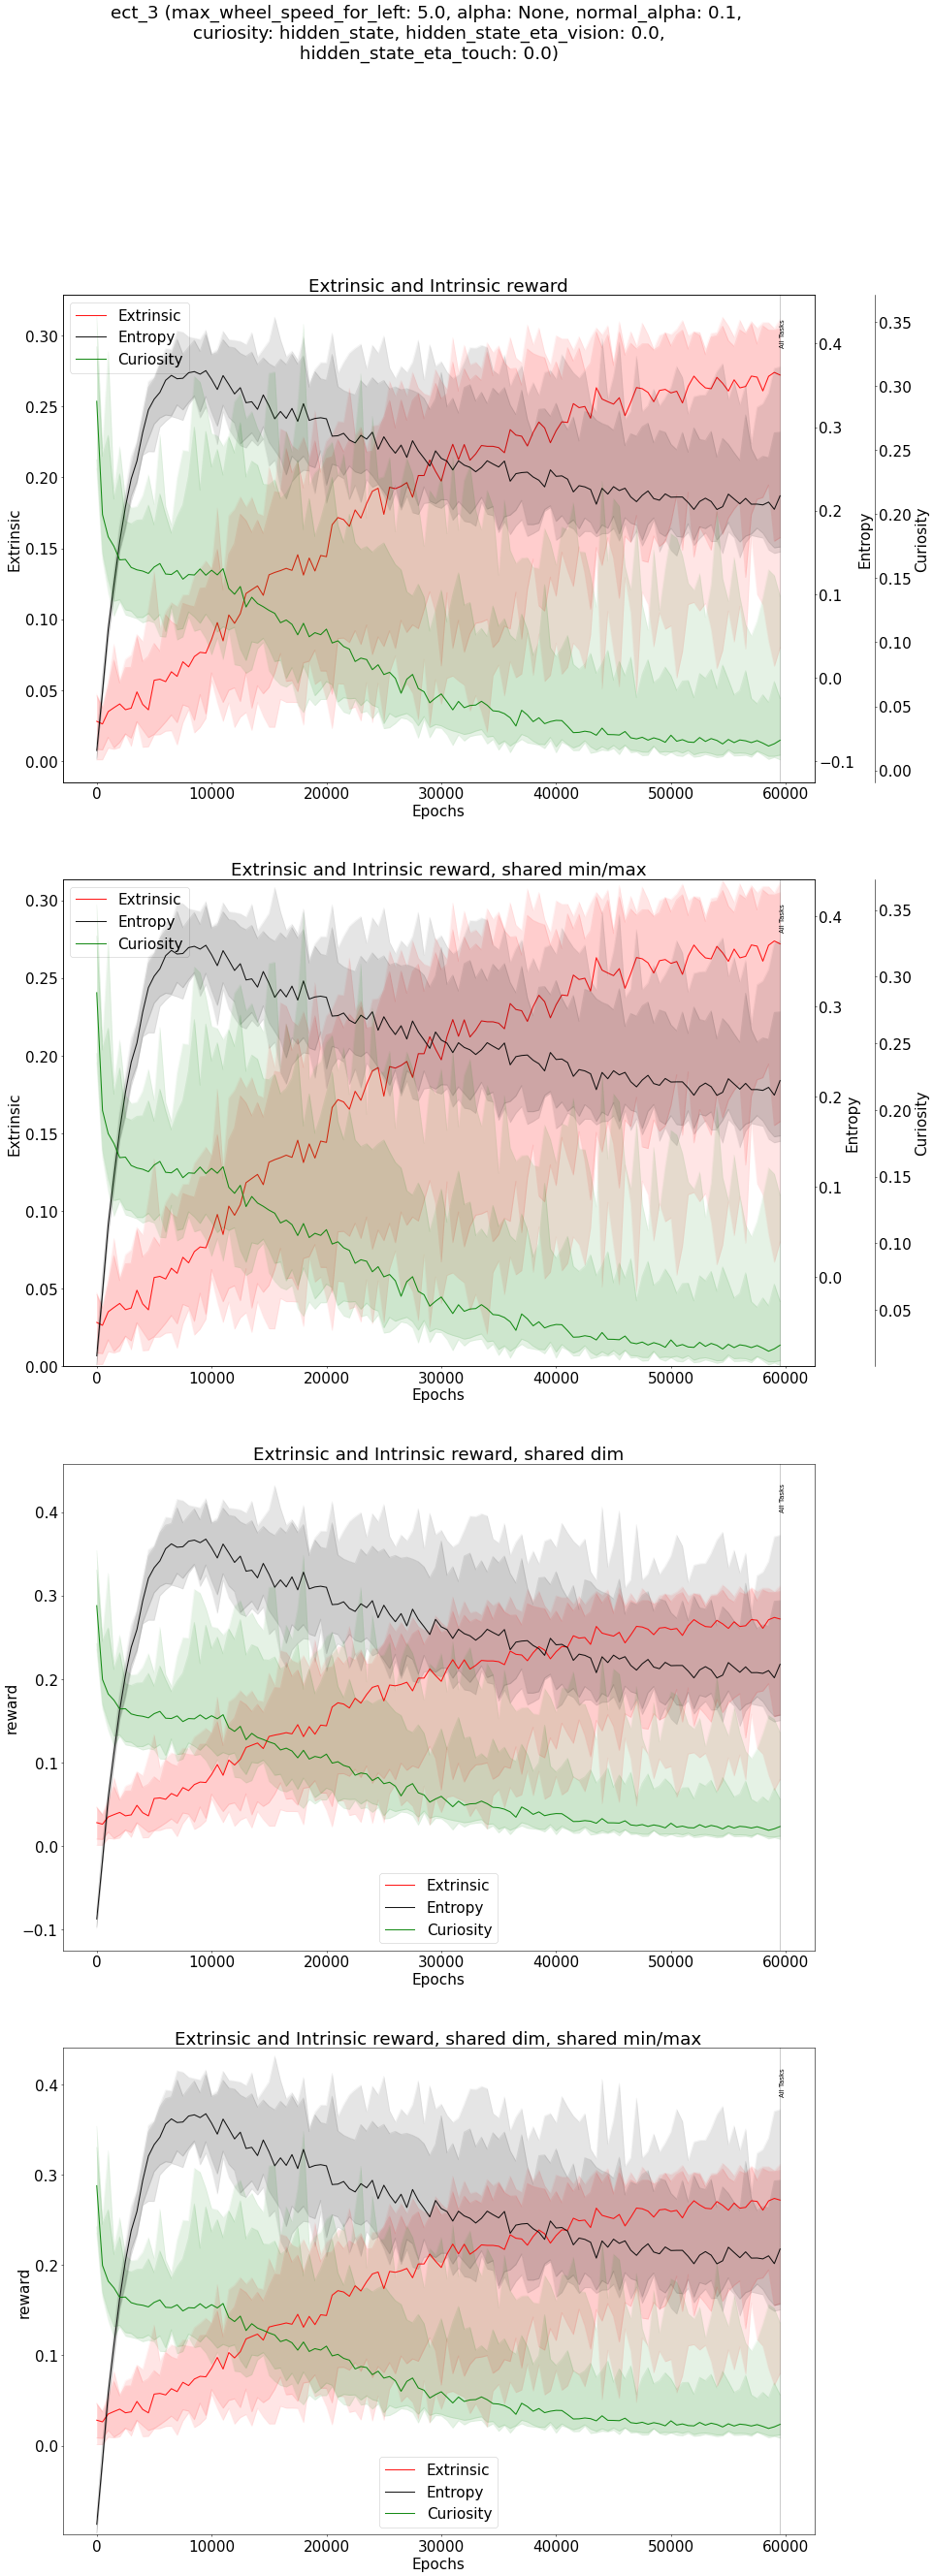 ect_3 (max_wheel_speed_for_left: 5.0, alpha: None, normal_alpha: 0.1,
curiosity: hidden_state, hidden_state_eta_vision: 0.0,
hidden_state_eta_touch: 0.0)
Extrinsic and Intrinsic reward
Extrinsic
Entropy
Curiosity
All Tasks
0.30
0.25
0.20
0.15
0.10
0.05
0.00
Extrinsic
0.4
0.3
0.2
0.1
0.0
−0.1
Entropy
0.35
0.30
0.25
0.20
0.15
0.10
0.05
0.00
Curiosity
0 10000 20000 30000 40000 50000 60000
Epochs
Extrinsic and Intrinsic reward, shared min/max
Extrinsic
Entropy
Curiosity
All Tasks
0.30
0.25
0.20
0.15
0.10
0.05
0.00
Extrinsic
0.4
0.3
0.2
0.1
0.0
Entropy
0.35
0.30
0.25
0.20
0.15
0.10
0.05
Curiosity
0 10000 20000 30000 40000 50000 60000
Epochs
Extrinsic and Intrinsic reward, shared dim
All Tasks
0.4
0.3
0.2
0.1
0.0
−0.1
reward
Extrinsic
Entropy
Curiosity
0 10000 20000 30000 40000 50000 60000
Epochs
Extrinsic and Intrinsic reward, shared dim, shared min/max
All Tasks
0.4
0.3
0.2
0.1
0.0
reward
Extrinsic
Entropy
Curiosity
0 10000 20000 30000 40000 50000 60000
Epochs